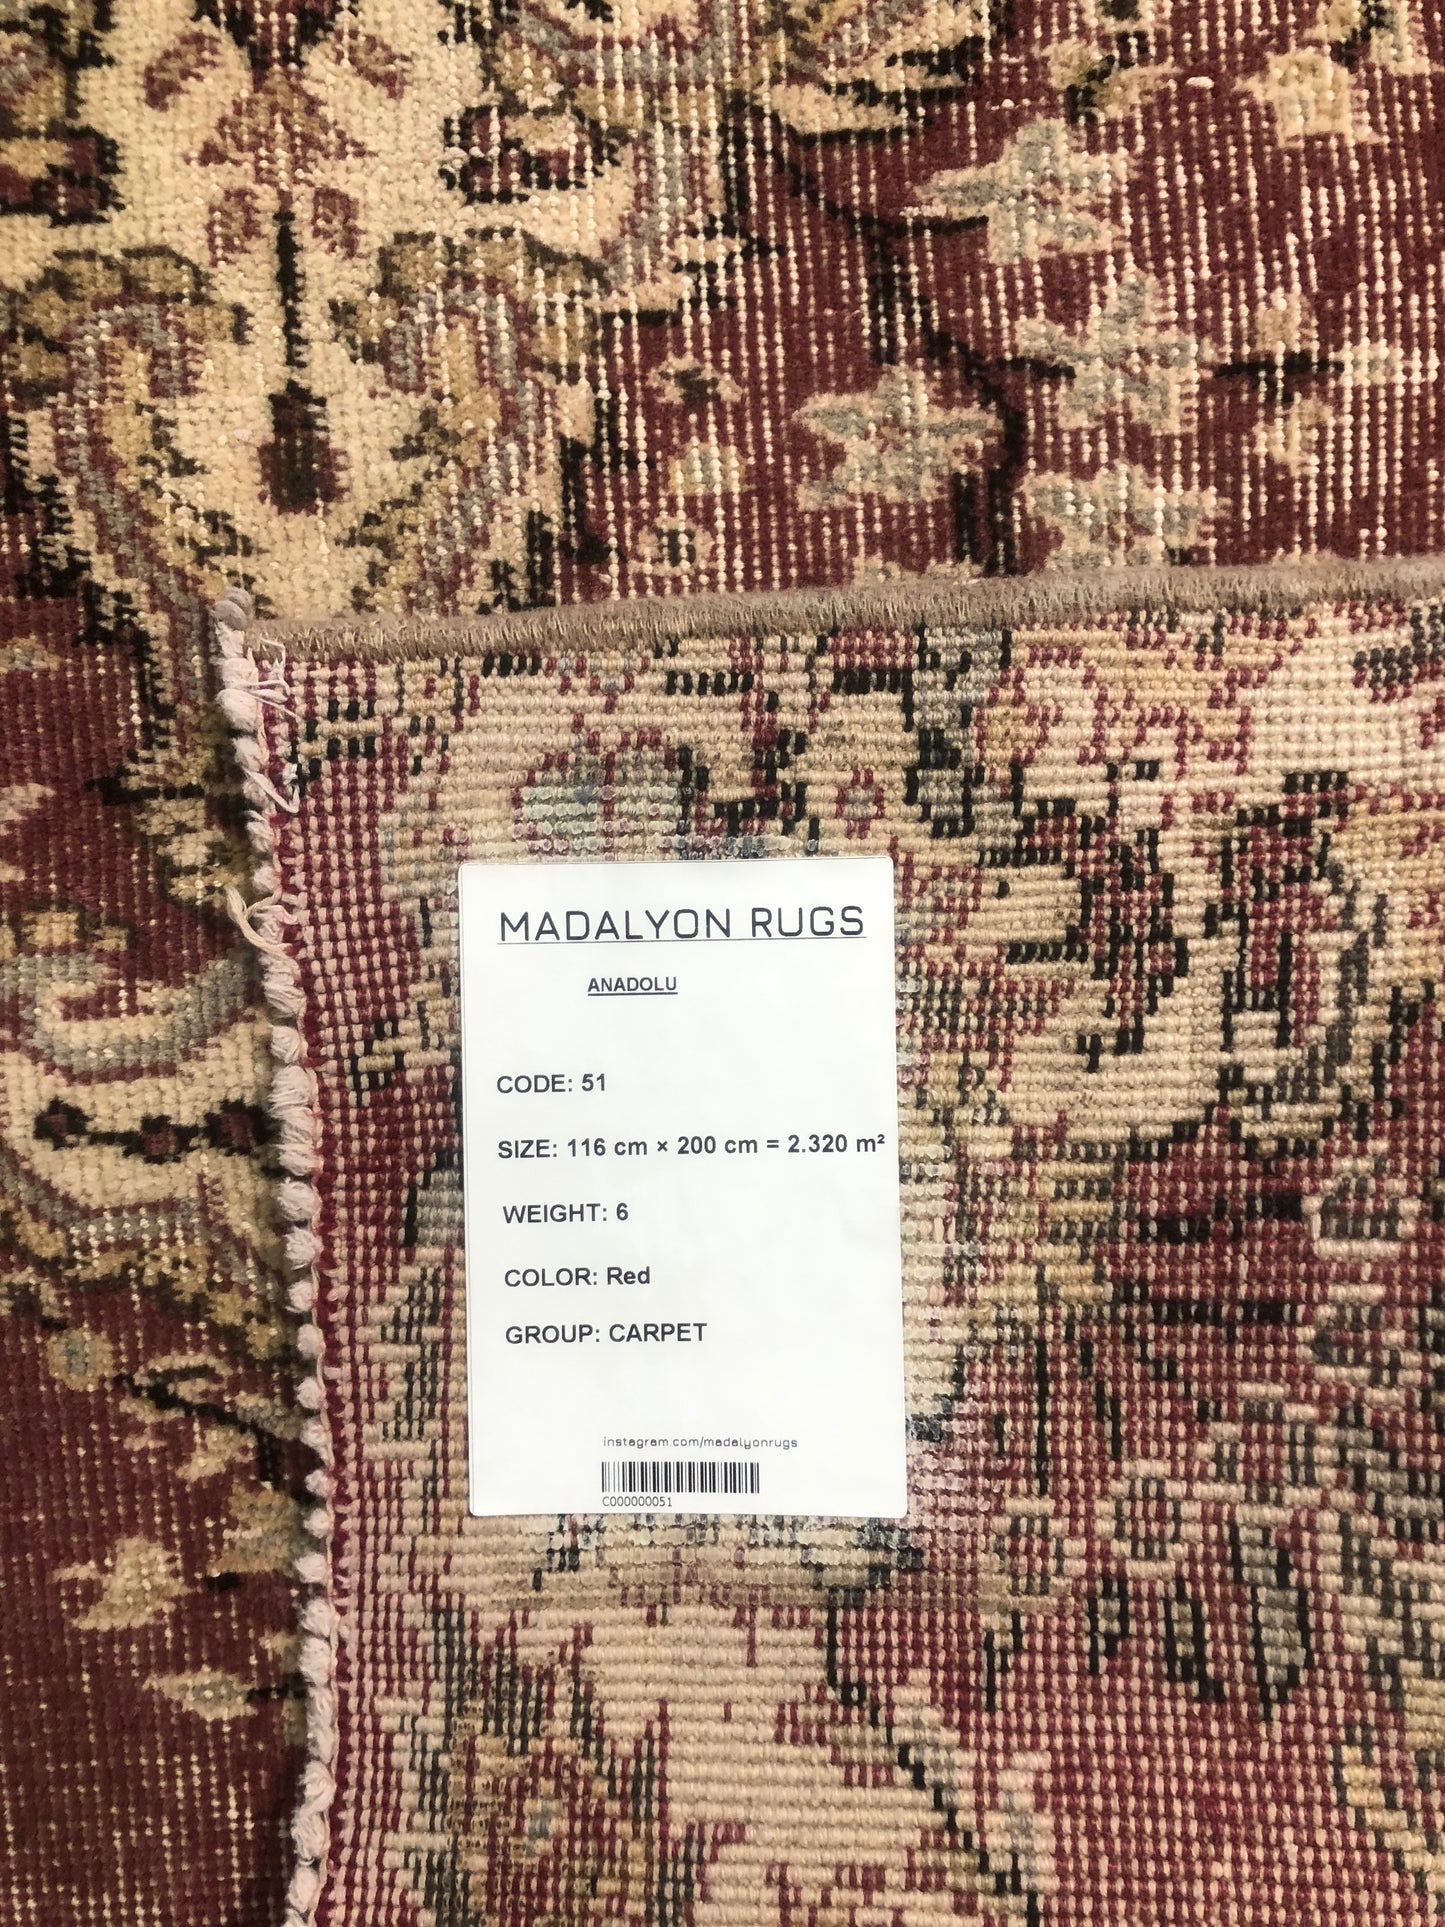 MADALYON RUGS
ANADOLU
CODE: 51
SIZE: 116 cm × 200 cm = 2.320 m²
WEIGHT: 6
COLOR: Red
GROUP: CARPET
instagram.com/madalyonrugs
C000000051